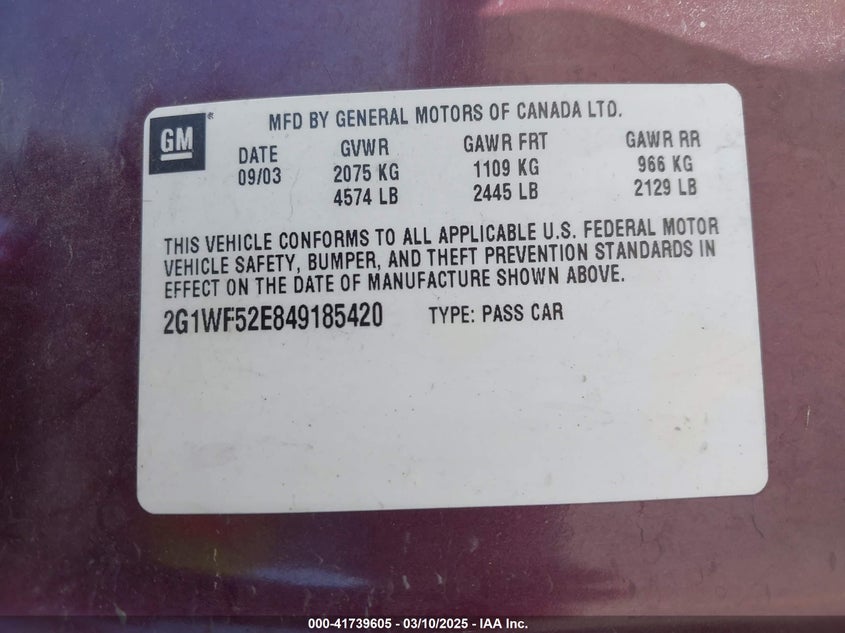 GM®
MFD BY GENERAL MOTORS OF CANADA LTD.
DATE GVWR GAWR FRT GAWR RR
09/03 2075 KG 1109 KG 966 KG
4574 LB 2445 LB 2129 LB
THIS VEHICLE CONFORMS TO ALL APPLICABLE U.S. FEDERAL MOTOR
VEHICLE SAFETY, BUMPER, AND THEFT PREVENTION STANDARDS IN
EFFECT ON THE DATE OF MANUFACTURE SHOWN ABOVE.
2G1WF52E849185420 TYPE: PASS CAR
000-41739605 - 03/10/2025 - IAA Inc.